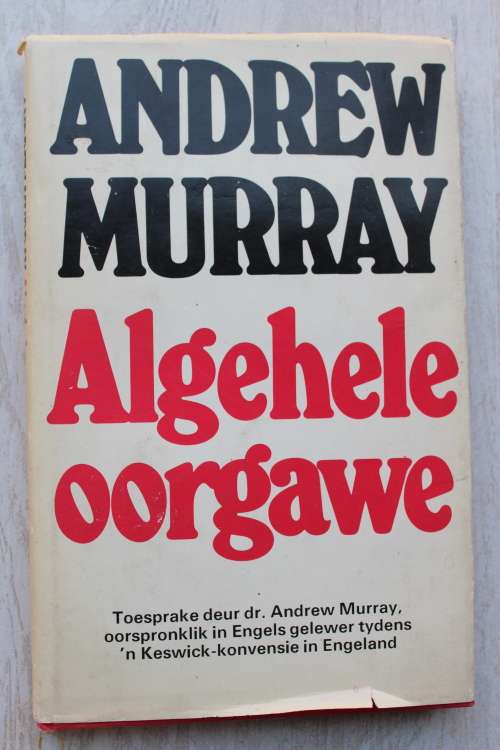 ANDREW
MURRAY
Algehele
oorgawe
Toesprake deur dr. Andrew Murray,
oorspronklik in Engels gelewer tydens
'n Keswick-konvensie in Engeland